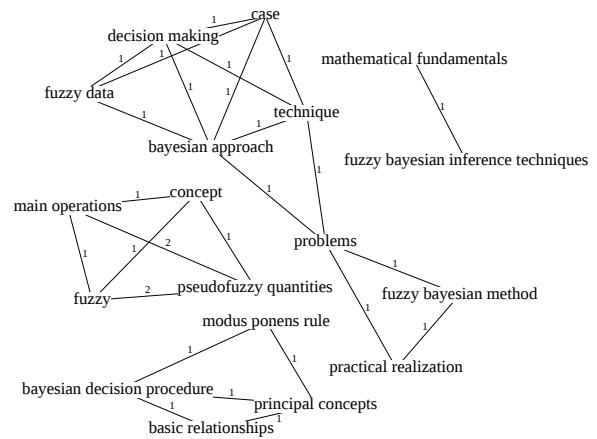 case
1
decision making
1
1
1
mathematical fundamentals
1
fuzzy data
1
1
1
technique
1
1
bayesian approach
fuzzy bayesian inference techniques
1
1
concept
1
main operations
1
1
2
1
problems
1
1
2
pseudofuzzy quantities
fuzzy
fuzzy bayesian method
1
modus ponens rule
1
1
1
practical realization
bayesian decision procedure
1
principal concepts
1
1
basic relationships